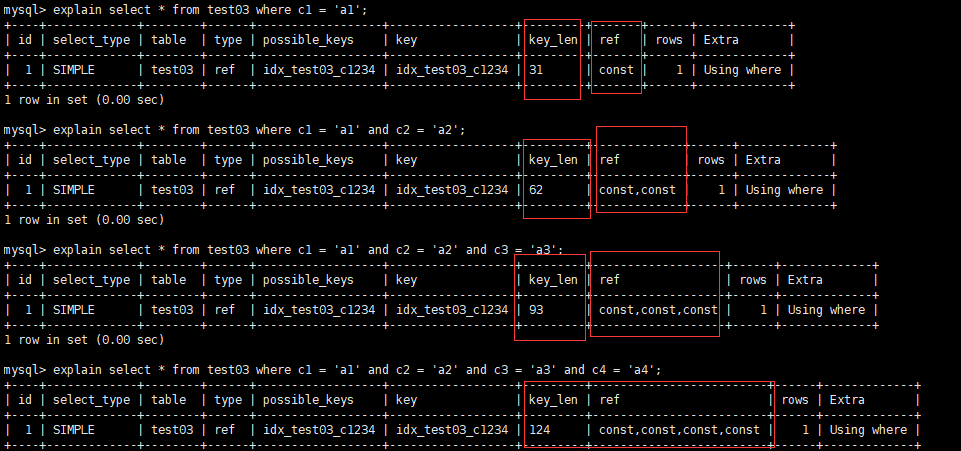 mysql> explain select * from test03 where c1 = 'a1';
+----+-------------+--------+------+-----------------+-----------------+---------+-------+------+-------------+
| id | select_type | table  | type | possible_keys   | key             | key_len | ref   | rows | Extra       |
+----+-------------+--------+------+-----------------+-----------------+---------+-------+------+-------------+
|  1 | SIMPLE      | test03 | ref  | idx_test03_c1234 | idx_test03_c1234 | 31      | const |    1 | Using where |
+----+-------------+--------+------+-----------------+-----------------+---------+-------+------+-------------+
1 row in set (0.00 sec)
mysql> explain select * from test03 where c1 = 'a1' and c2 = 'a2';
+----+-------------+--------+------+-----------------+-----------------+---------+-------------+------+-------------+
| id | select_type | table  | type | possible_keys   | key             | key_len | ref         rows | Extra       |
+----+-------------+--------+------+-----------------+-----------------+---------+-------------+------+-------------+
|  1 | SIMPLE      | test03 | ref  | idx_test03_c1234 | idx_test03_c1234 | 62      | const,const    1 | Using where |
+----+-------------+--------+------+-----------------+-----------------+---------+-------------+------+-------------+
1 row in set (0.00 sec)
mysql> explain select * from test03 where c1 = 'a1' and c2 = 'a2' and c3 = 'a3';
+----+-------------+--------+------+-----------------+-----------------+---------+-------------------+------+-------------+
| id | select_type | table  | type | possible_keys   | key             | key_len | ref               | rows | Extra       |
+----+-------------+--------+------+-----------------+-----------------+---------+-------------------+------+-------------+
|  1 | SIMPLE      | test03 | ref  | idx_test03_c1234 | idx_test03_c1234 | 93      | const,const,const |    1 | Using where |
+----+-------------+--------+------+-----------------+-----------------+---------+-------------------+------+-------------+
1 row in set (0.00 sec)
mysql> explain select * from test03 where c1 = 'a1' and c2 = 'a2' and c3 = 'a3' and c4 = 'a4';
+----+-------------+--------+------+-----------------+-----------------+---------+-------------------------+------+-------------+
| id | select_type | table  | type | possible_keys   | key             | key_len | ref                     | rows | Extra       |
+----+-------------+--------+------+-----------------+-----------------+---------+-------------------------+------+-------------+
|  1 | SIMPLE      | test03 | ref  | idx_test03_c1234 | idx_test03_c1234 | 124     | const,const,const,const |    1 | Using where |
+----+-------------+--------+------+-----------------+-----------------+---------+-------------------------+------+-------------+